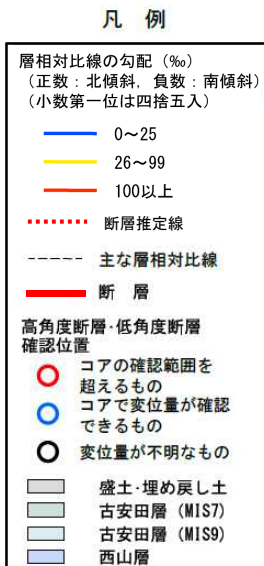 凡 例
層相対比線の勾配（‰）
（正数：北傾斜，負数：南傾斜）
（小数第一位は四捨五入）
0～25
26～99
100以上
断層推定線
主な層相対比線
断 層
高角度断層・低角度断層
確認位置
コアの確認範囲を
超えるもの
コアで変位量が確認
できるもの
変位量が不明なもの
盛土・埋め戻し土
古安田層（MIS7）
古安田層（MIS9）
西山層